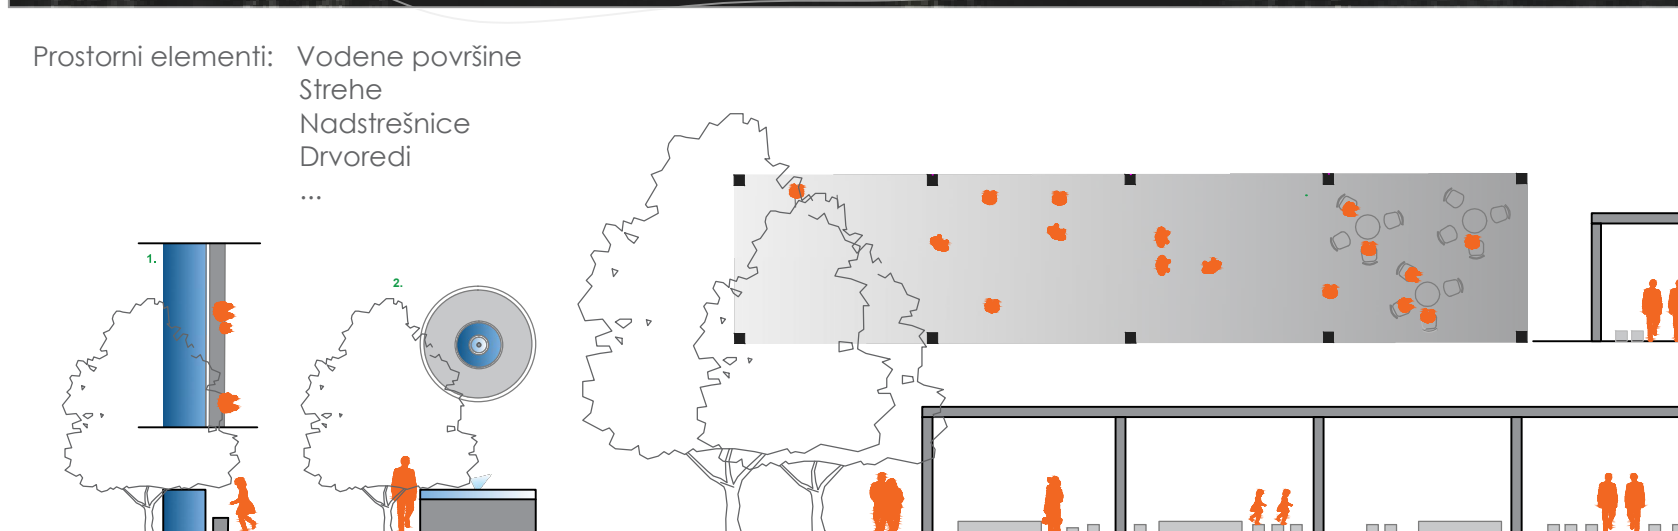 Prostorni elementi: Vodene površine
Strehe
Nadstrešnice
Drvoredi
...
1.
2.